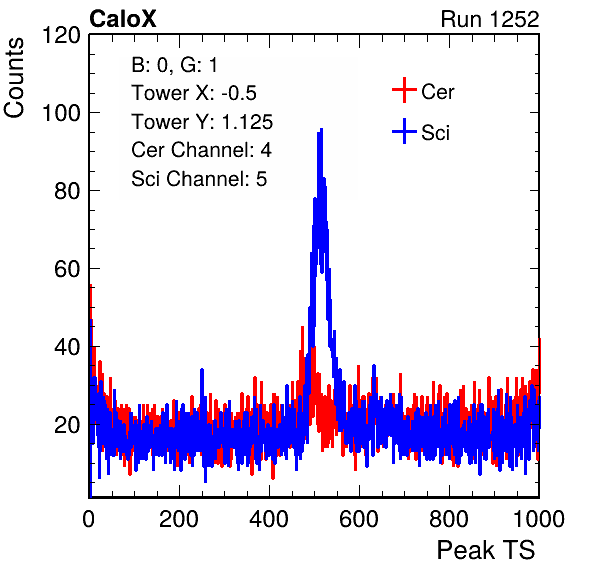 CaloX
Run 1252
Counts
120
100
80
60
40
20
B: 0, G: 1
Tower X: -0.5
Tower Y: 1.125
Cer Channel: 4
Sci Channel: 5
Cer
Sci
0
200
400
600
800
1000
Peak TS